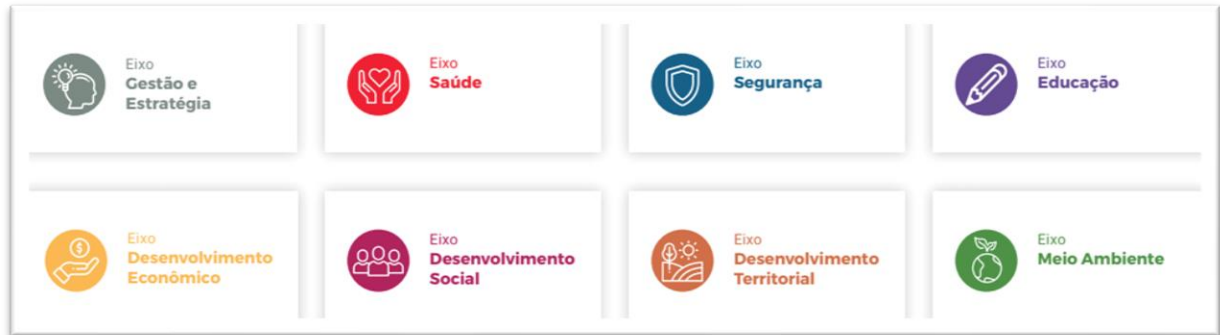 Eixo
Gestão e
Estratégia
Eixo
Saúde
Eixo
Segurança
Eixo
Educação
Eixo
Desenvolvimento
Econômico
Eixo
Desenvolvimento
Social
Eixo
Desenvolvimento
Territorial
Eixo
Meio Ambiente